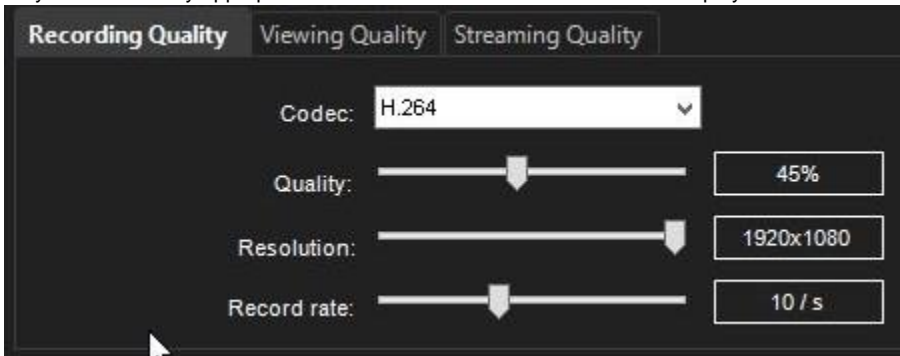 Recording Quality Viewing Quality Streaming Quality
Codec: H.264
Quality: 45%
Resolution: 1920x1080
Record rate: 10 / s